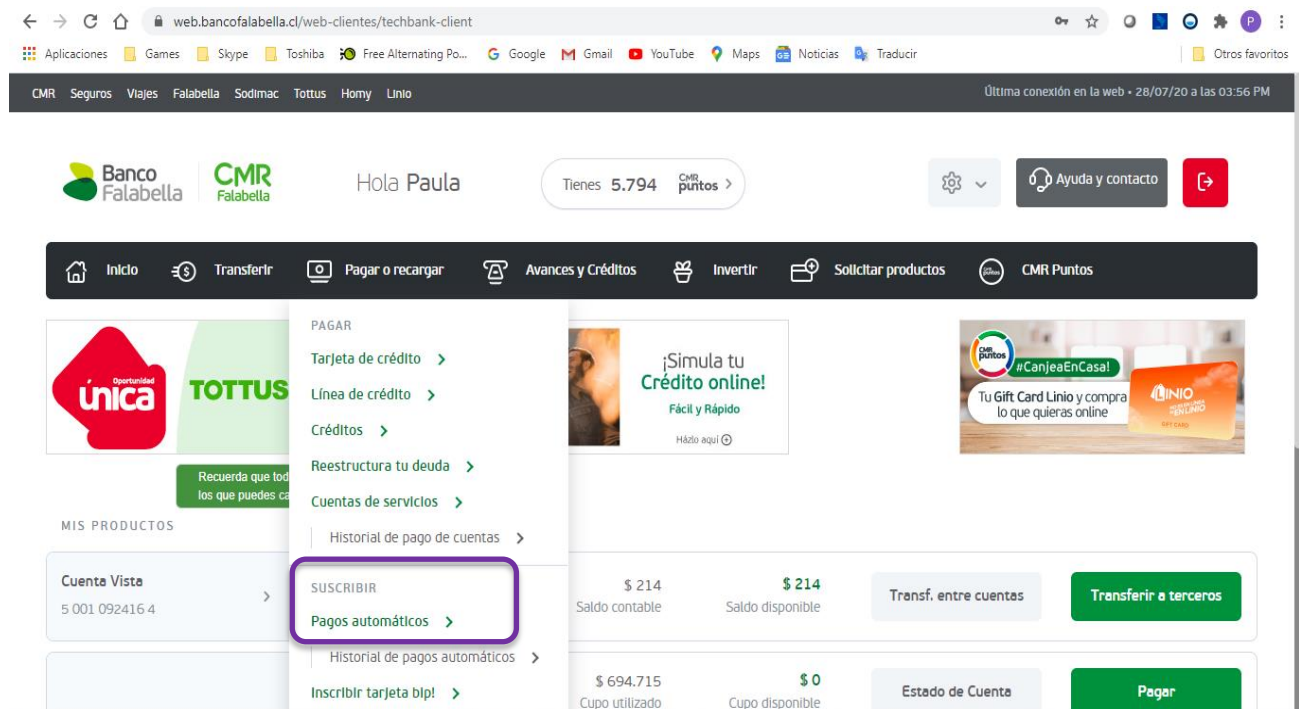 web.bancofalabella.cl/web-clientes/techbank-client
P
Aplicaciones Games Skype Toshiba Free Alternating Po... Google Gmail YouTube Maps Noticias Traducir Otros favoritos
CMR Seguros Viajes Falabella Sodimac Tottus Homy Linio
Última conexión en la web • 28/07/20 a las 03:56 PM
Banco Falabella
CMR Falabella
Hola Paula
Tienes 5.794 CMR puntos >
Ayuda y contacto
Inicio Transferir Pagar o recargar Avances y Créditos Invertir Solicitar productos CMR Puntos
Oportunidad
única
TOTTUS
PAGAR
Tarjeta de crédito >
Línea de crédito >
Créditos >
Reestructura tu deuda >
Cuentas de servicios >
Historial de pago de cuentas >
SUSCRIBIR
Pagos automáticos >
Historial de pagos automáticos >
Inscribir tarjeta bip! >
¡Simula tu
Crédito online!
Fácil y Rápido
Házlo aquí
CMR puntos
#CanjeaEnCasa!
Tu Gift Card Linio y compra
lo que quieras online
LINIO
GIFT CARD
Recuerda que tod
los que puedes ca
MIS PRODUCTOS
Cuenta Vista
5 001 092416 4
$ 214
Saldo contable
$ 214
Saldo disponible
Transf. entre cuentas
Transferir a terceros
$ 694.715
Cupo utilizado
$ 0
Cupo disponible
Estado de Cuenta
Pagar